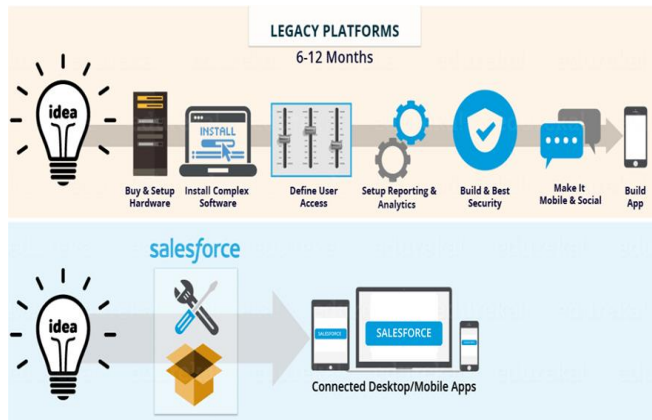 LEGACY PLATFORMS
6-12 Months
idea
INSTALL
Buy & Setup
Hardware
Install Complex
Software
Define User
Access
Setup Reporting &
Analytics
Build & Best
Security
Make It
Mobile & Social
Build
App
salesforce
idea
SALESFORCE
SALESFORCE
Connected Desktop/Mobile Apps